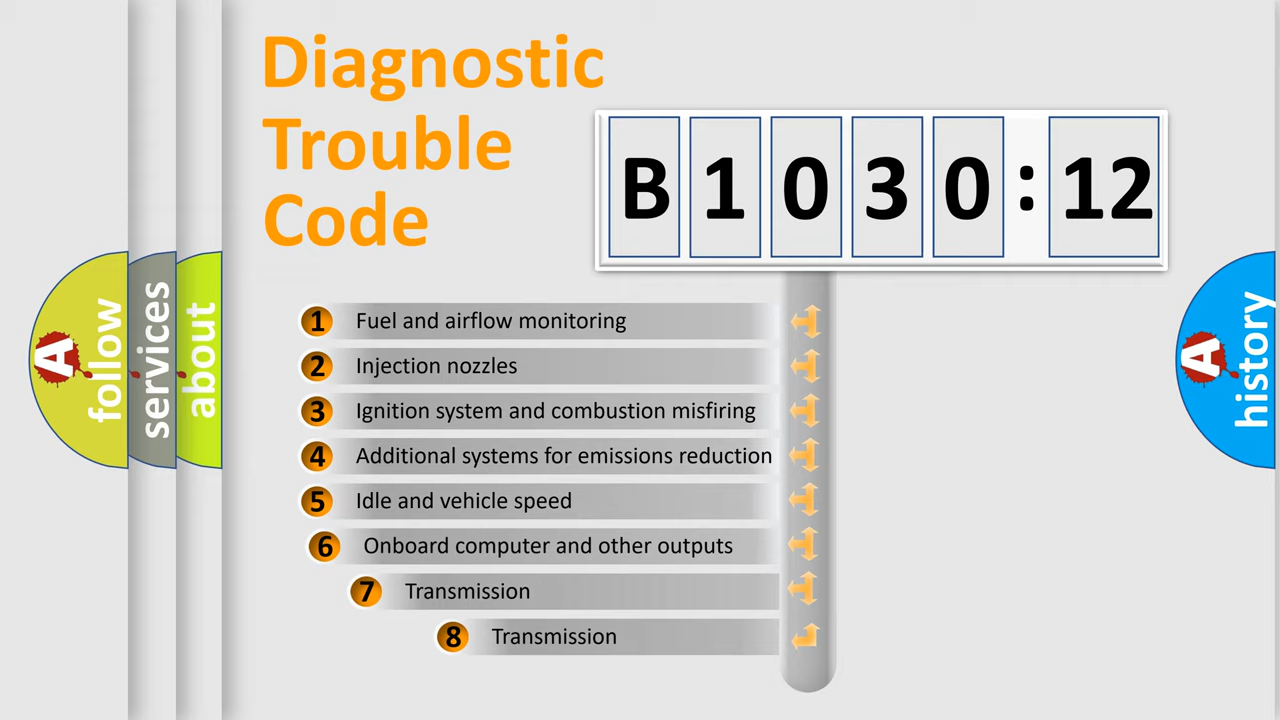 Diagnostic
Trouble
Code
B 1 0 3 0 : 12
1 Fuel and airflow monitoring
2 Injection nozzles
3 Ignition system and combustion misfiring
4 Additional systems for emissions reduction
5 Idle and vehicle speed
6 Onboard computer and other outputs
7 Transmission
8 Transmission
A follow
services
about
A history